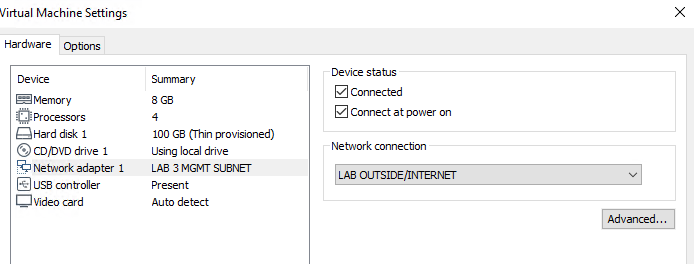 Virtual Machine Settings
Hardware Options
Device Summary
Memory 8 GB
Processors 4
Hard disk 1 100 GB (Thin provisioned)
CD/DVD drive 1 Using local drive
Network adapter 1 LAB 3 MGMT SUBNET
USB controller Present
Video card Auto detect
Device status
Connected
Connect at power on
Network connection
LAB OUTSIDE/INTERNET
Advanced...